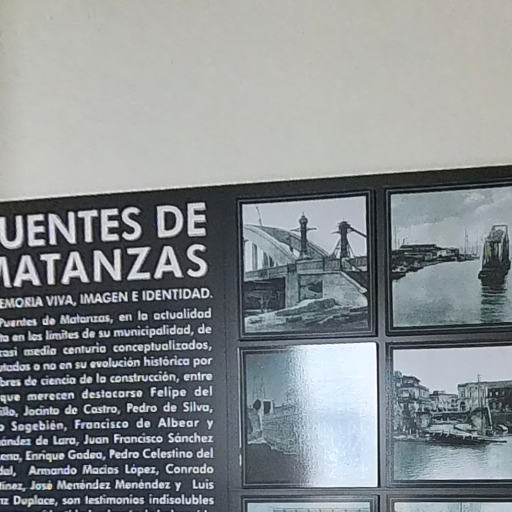 UENTES DE
MATANZAS
EMORIA VIVA, IMAGEN E IDENTIDAD.
Puentes de Matanzas, en la actualidad
ta en los límites de su municipalidad, de
casi media centuria conceptualizados,
utados o no en su evolución histórica por
bres de ciencia de la construcción, entre
que merecen destacarse Felipe del
illo, Jacinto de Castro, Pedro de Silva,
o Sagebién, Francisco de Albear y
ández de Lara, Juan Francisco Sánchez
ena, Enrique Gadea, Pedro Celestino del
dal, Armando Macías López, Conrado
tínez, José Menéndez Menéndez y Luis
nz Duplace, son testimonios indisolubles